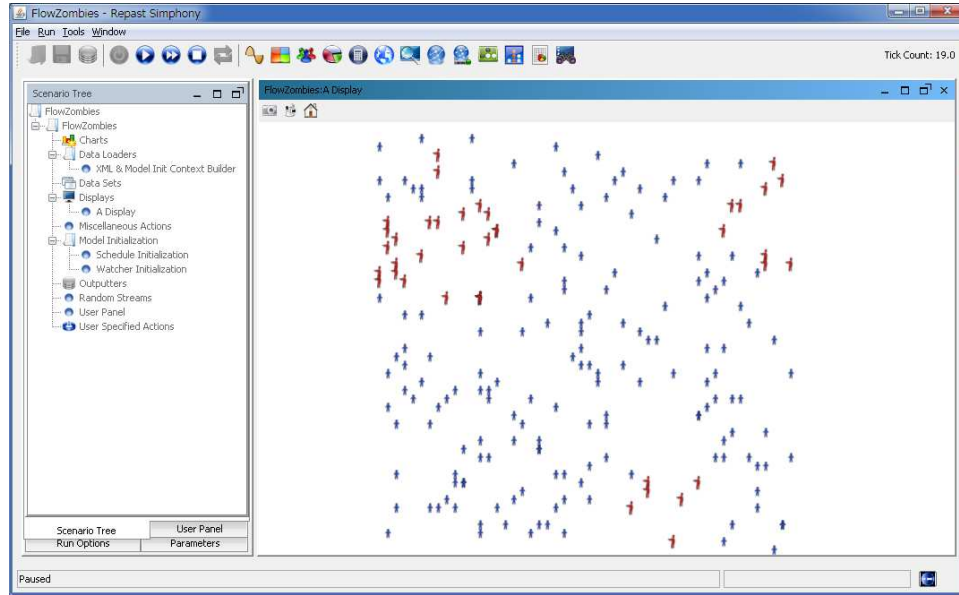 FlowZombies - Repast Simphony
File Run Tools Window
Tick Count: 19.0
Scenario Tree
FlowZombies
FlowZombies
Charts
Data Loaders
XML & Model Init Context Builder
Data Sets
Displays
A Display
Miscellaneous Actions
Model Initialization
Schedule Initialization
Watcher Initialization
Outputters
Random Streams
User Panel
User Specified Actions
Scenario Tree
User Panel
Run Options
Parameters
FlowZombies:A Display
Paused